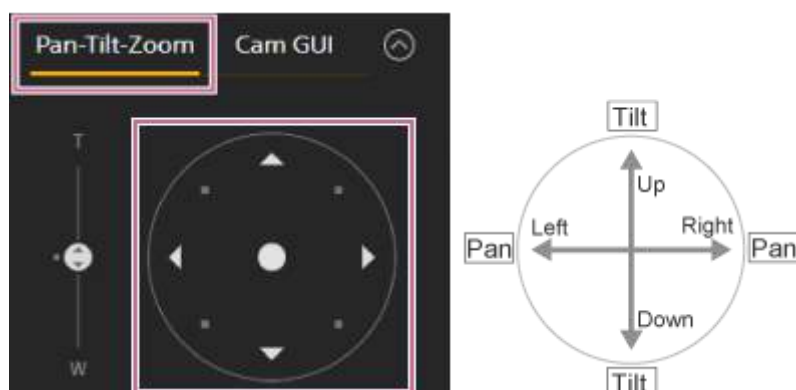 Pan-Tilt-Zoom Cam GUI
T
W
Tilt
Up
Left Right
Pan Pan
Down
Tilt